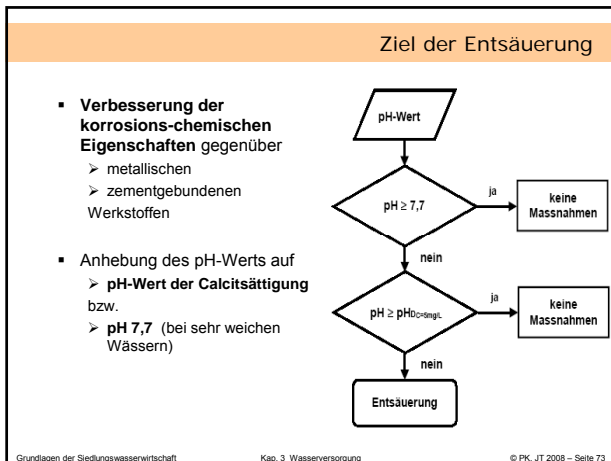 Ziel der Entsäuerung
▪ Verbesserung der
korrosions-chemischen
Eigenschaften gegenüber
➢ metallischen
➢ zementgebundenen
Werkstoffen
▪ Anhebung des pH-Werts auf
➢ pH-Wert der Calcitsättigung
bzw.
➢ pH 7,7 (bei sehr weichen
Wässern)
pH-Wert
pH ≥ 7,7
ja
keine
Massnahmen
nein
pH ≥ pHDC=5mg/L
ja
keine
Massnahmen
nein
Entsäuerung
Grundlagen der Siedlungswasserwirtschaft Kap. 3 Wasserversorgung © PK, JT 2008 – Seite 73